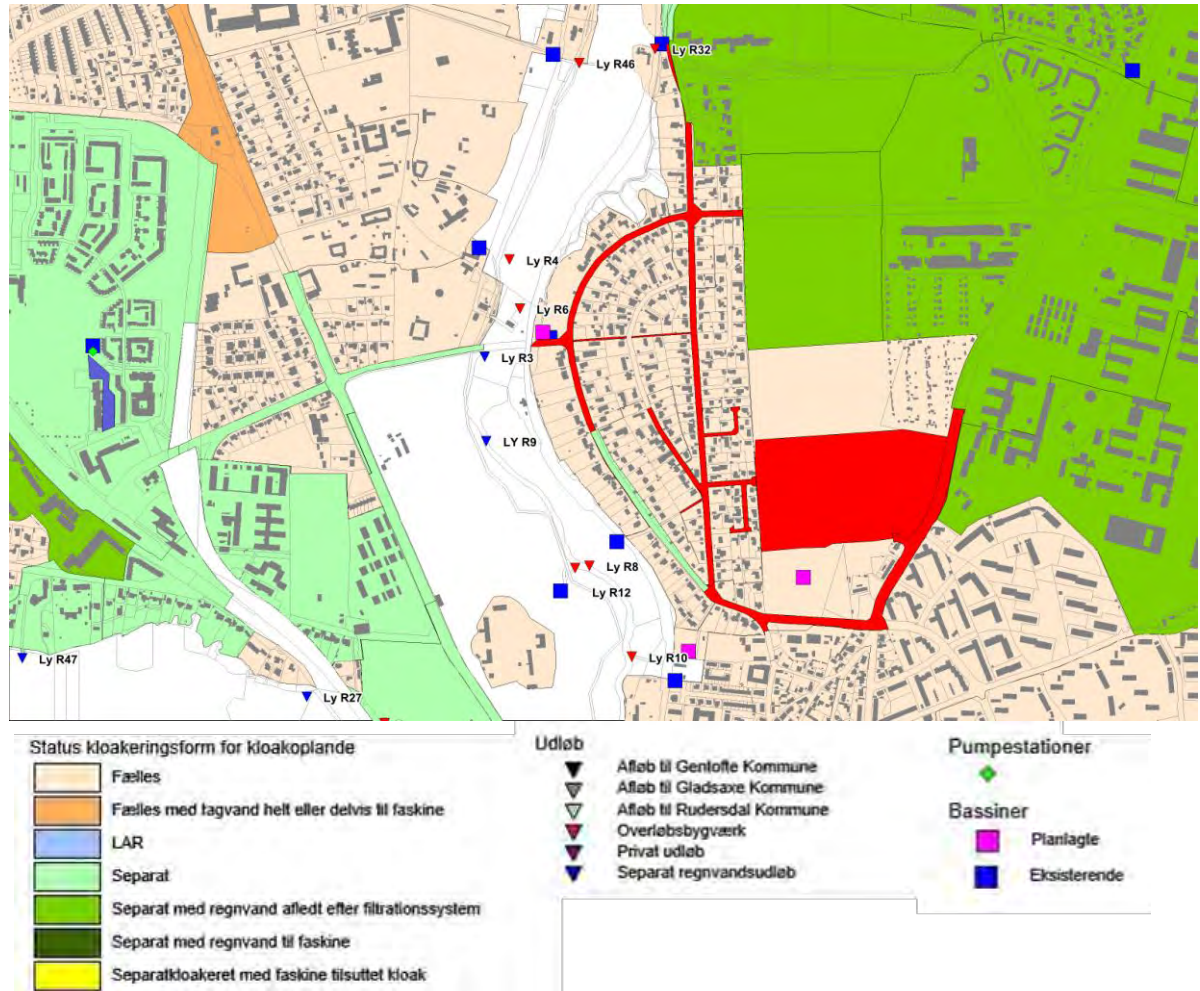 Ly R46
Ly R32
Ly R4
Ly R6
Ly R3
LY R9
Ly R8
Ly R12
Ly R10
Ly R47
Ly R27
Status kloakeringsform for kloakoplande
Fælles
Fælles med tagvand helt eller delvis til faskine
LAR
Separat
Separat med regnvand afledt efter filtrationssystem
Separat med regnvand til faskine
Separatkloakeret med faskine tilsuttet kloak
Udløb
Afløb til Genlofte Kommune
Afløb til Gladsaxe Kommune
Afløb til Rudersdal Kommune
Overløbsbygværk
Privat udløb
Separat regnvandsudløb
Pumpestationer
Bassiner
Planlagte
Eksisterende